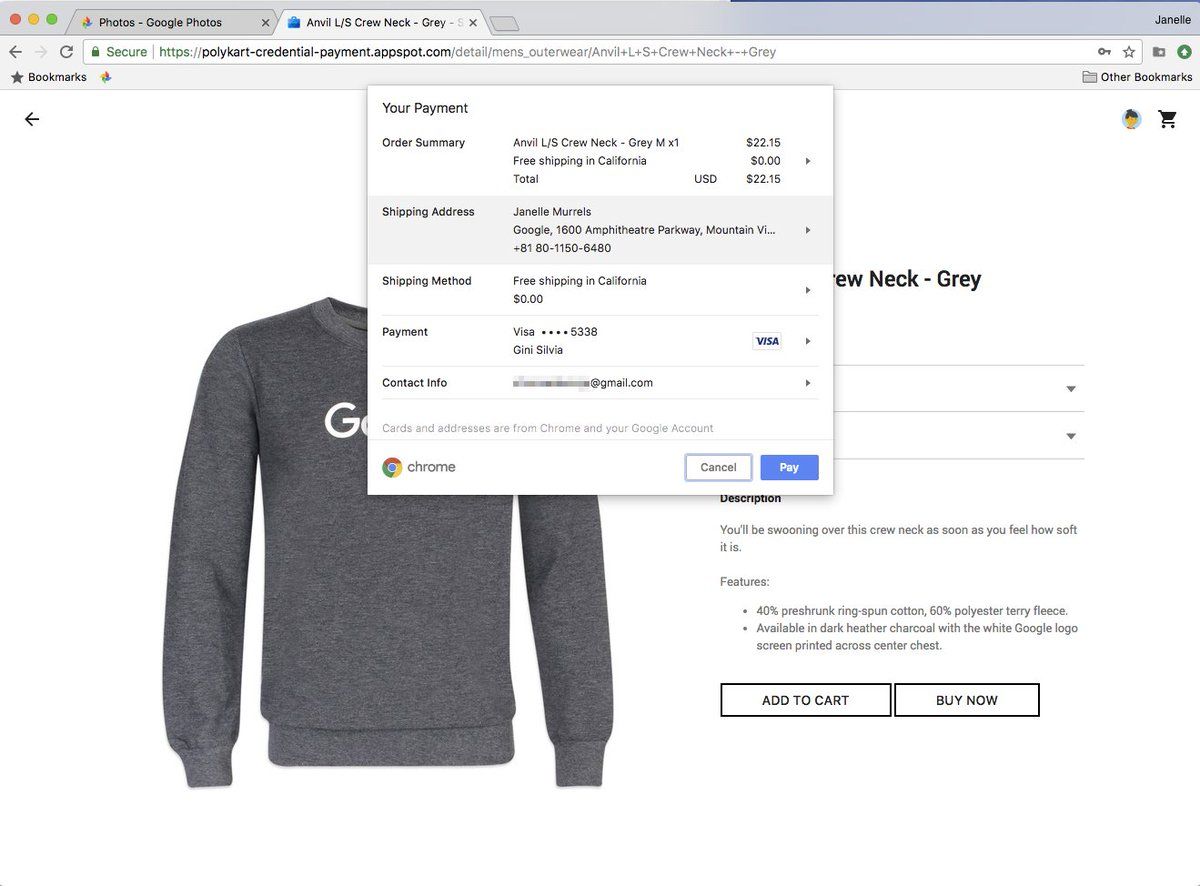 Photos - Google Photos
Anvil L/S Crew Neck - Grey - S
Janelle
Secure
https://polykart-credential-payment.appspot.com/detail/mens_outerwear/Anvil+L+S+Crew+Neck+-+Grey
Bookmarks
Other Bookmarks
Your Payment
Order Summary
Anvil L/S Crew Neck - Grey M x1 $22.15
Free shipping in California $0.00
Total USD $22.15
Shipping Address
Janelle Murrels
Google, 1600 Amphitheatre Parkway, Mountain Vi...
+81 80-1150-6480
Shipping Method
Free shipping in California
$0.00
Payment
Visa •••• 5338
Gini Silvia
VISA
Contact Info
@gmail.com
Cards and addresses are from Chrome and your Google Account
chrome
Cancel
Pay
Go
rew Neck - Grey
Description
You'll be swooning over this crew neck as soon as you feel how soft
it is.
Features:
• 40% preshrunk ring-spun cotton, 60% polyester terry fleece.
• Available in dark heather charcoal with the white Google logo
screen printed across center chest.
ADD TO CART
BUY NOW